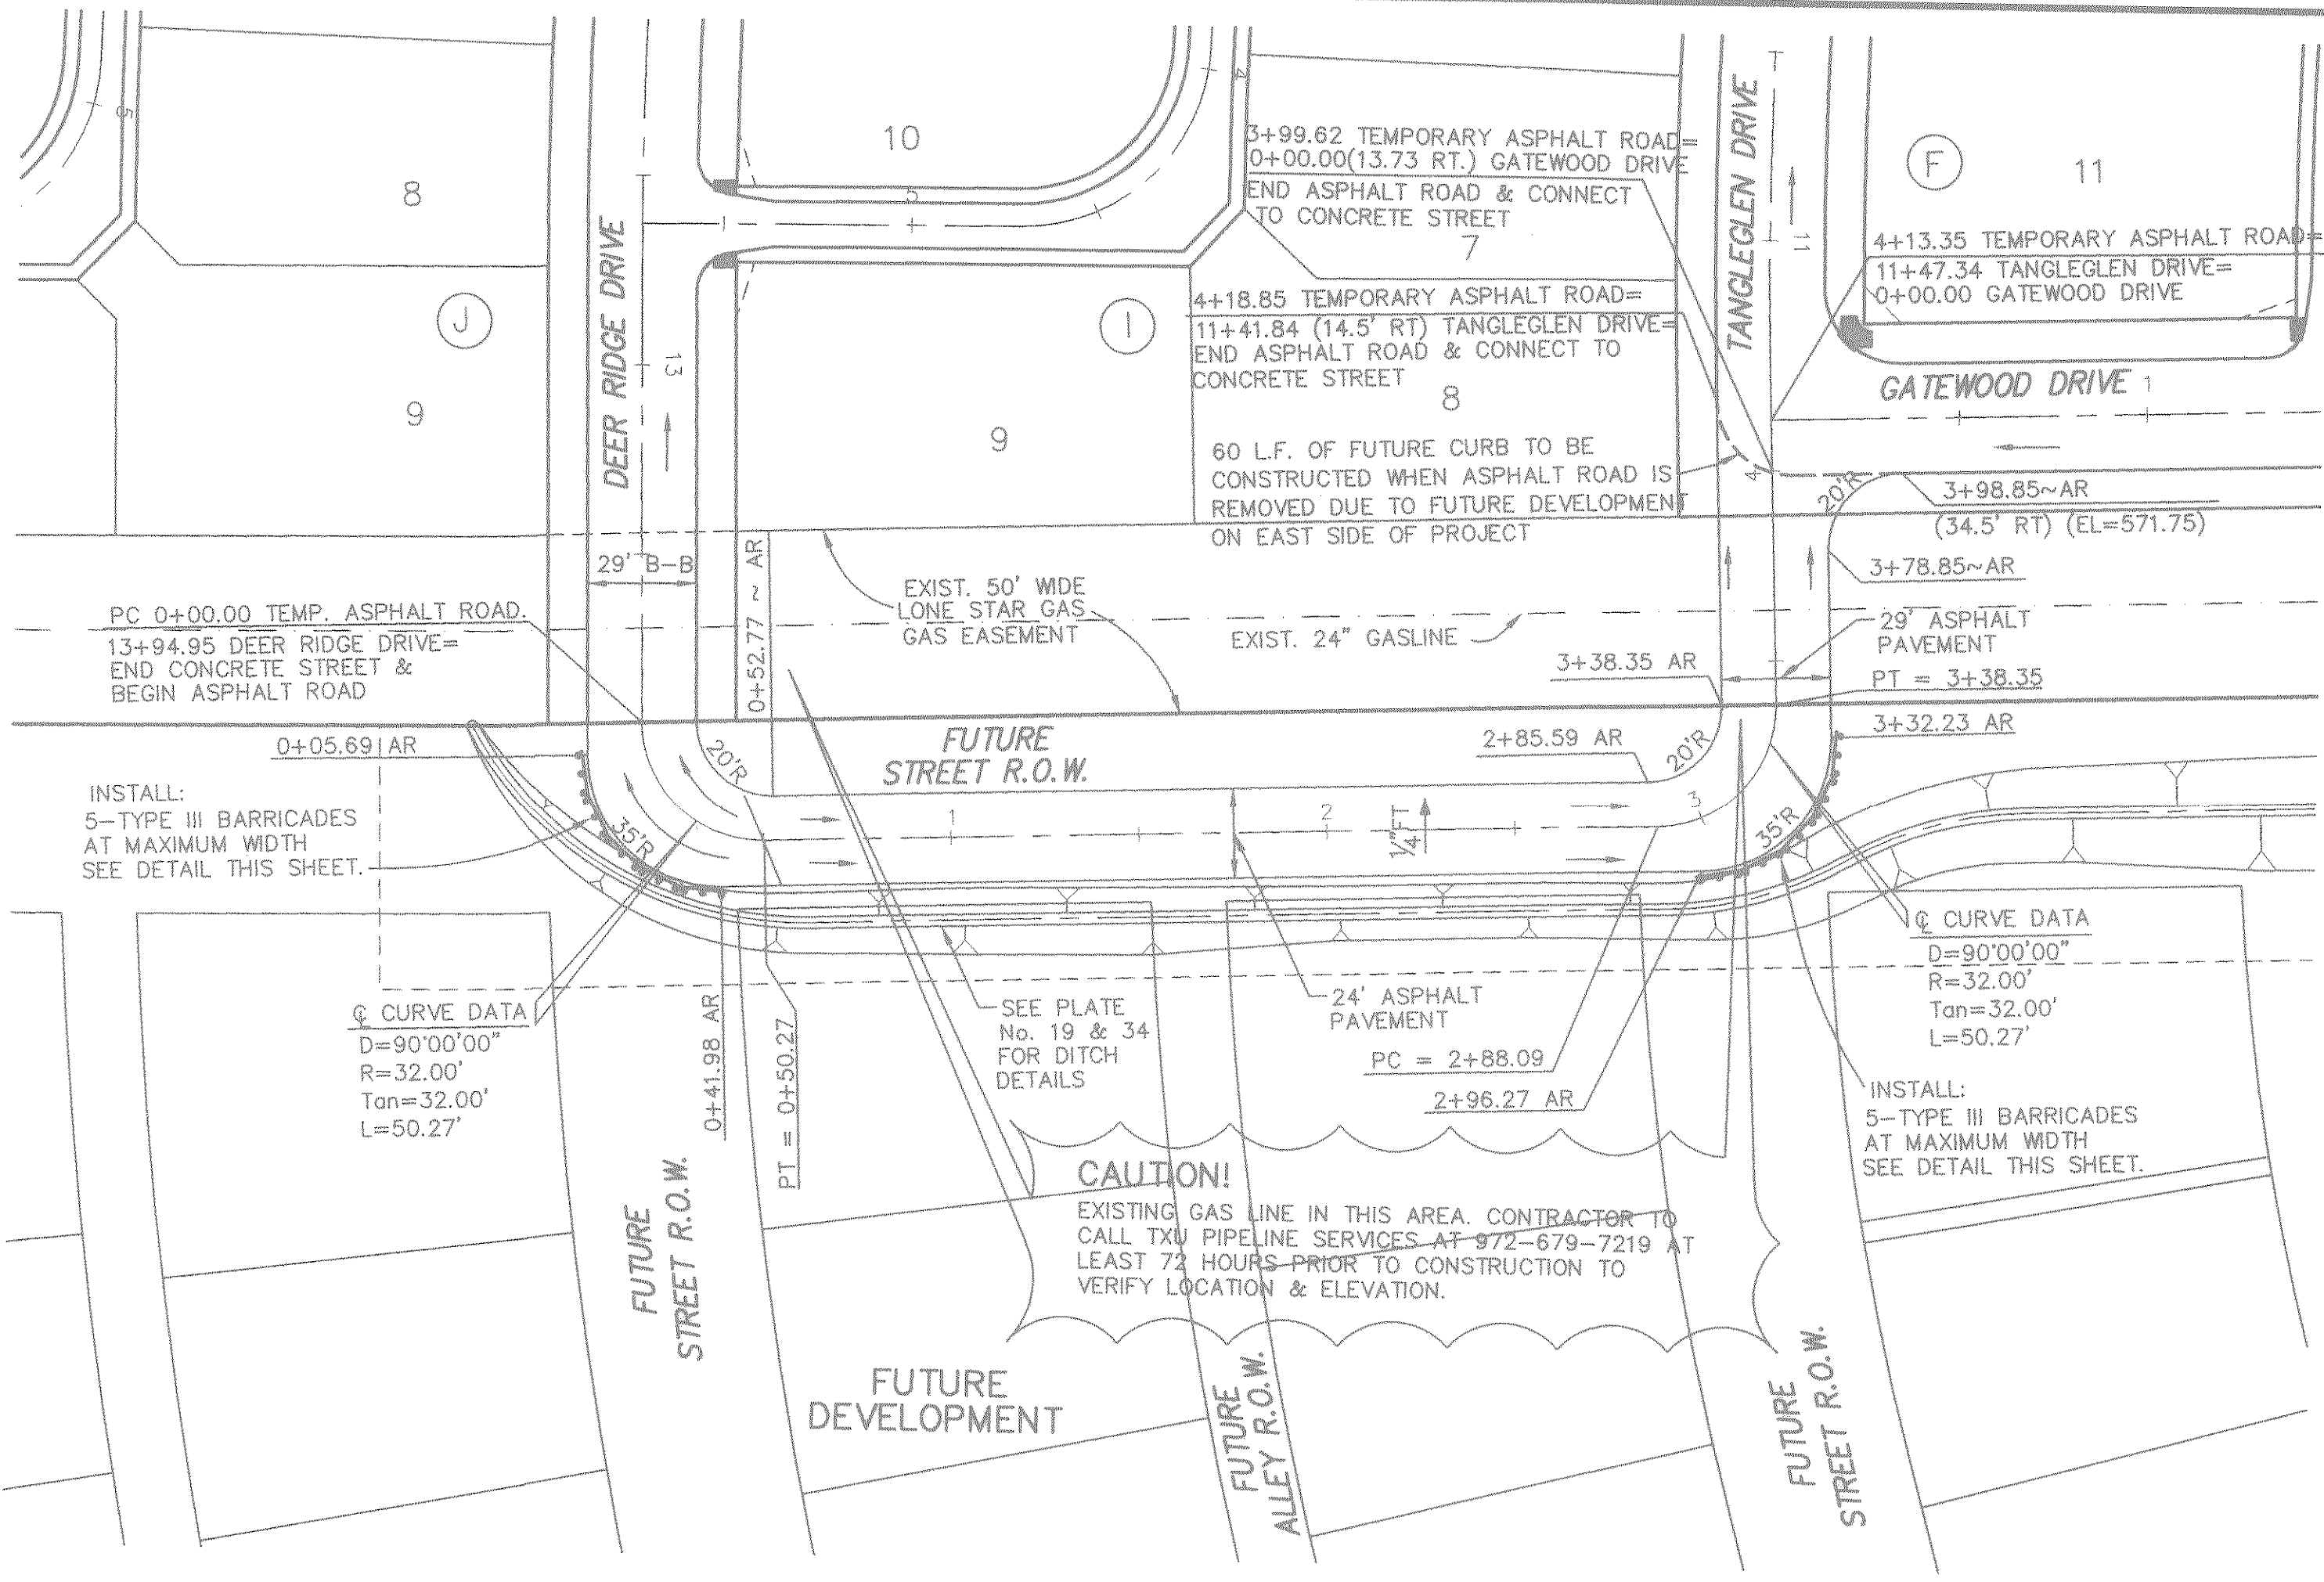 5
8
10
5
4
3+99.62 TEMPORARY ASPHALT ROAD=
0+00.00(13.73 RT.) GATEWOOD DRIVE
END ASPHALT ROAD & CONNECT
TO CONCRETE STREET
7
TANGLEGLEN DRIVE
11
F
11
4+13.35 TEMPORARY ASPHALT ROAD=
11+47.34 TANGLEGLEN DRIVE=
0+00.00 GATEWOOD DRIVE
J
9
DEER RIDGE DRIVE
13
I
9
4+18.85 TEMPORARY ASPHALT ROAD=
11+41.84 (14.5' RT) TANGLEGLEN DRIVE=
END ASPHALT ROAD & CONNECT TO
CONCRETE STREET
8
GATEWOOD DRIVE 1
60 L.F. OF FUTURE CURB TO BE
CONSTRUCTED WHEN ASPHALT ROAD IS
REMOVED DUE TO FUTURE DEVELOPMENT
ON EAST SIDE OF PROJECT
4
20'R
3+98.85~AR
(34.5' RT) (EL=571.75)
3+78.85~AR
29' B-B
0+52.77 ~ AR
EXIST. 50' WIDE
LONE STAR GAS
GAS EASEMENT
EXIST. 24" GASLINE
29' ASPHALT
PAVEMENT
PC 0+00.00 TEMP. ASPHALT ROAD.
13+94.95 DEER RIDGE DRIVE=
END CONCRETE STREET &
BEGIN ASPHALT ROAD
3+38.35 AR
PT = 3+38.35
0+05.69 AR
20'R
FUTURE
STREET R.O.W.
2+85.59 AR
20'R
3+32.23 AR
INSTALL:
5-TYPE III BARRICADES
AT MAXIMUM WIDTH
SEE DETAIL THIS SHEET.
35'R
1
2
1/4"FT
3
35'R
₵ CURVE DATA
D=90°00'00"
R=32.00'
Tan=32.00'
L=50.27'
0+41.98 AR
PT = 0+50.27
SEE PLATE
No. 19 & 34
FOR DITCH
DETAILS
24' ASPHALT
PAVEMENT
PC = 2+88.09
2+96.27 AR
₵ CURVE DATA
D=90°00'00"
R=32.00'
Tan=32.00'
L=50.27'
INSTALL:
5-TYPE III BARRICADES
AT MAXIMUM WIDTH
SEE DETAIL THIS SHEET.
CAUTION!
EXISTING GAS LINE IN THIS AREA. CONTRACTOR TO
CALL TXU PIPELINE SERVICES AT 972-679-7219 AT
LEAST 72 HOURS PRIOR TO CONSTRUCTION TO
VERIFY LOCATION & ELEVATION.
FUTURE
STREET R.O.W.
FUTURE
DEVELOPMENT
FUTURE
ALLEY R.O.W.
FUTURE
STREET R.O.W.